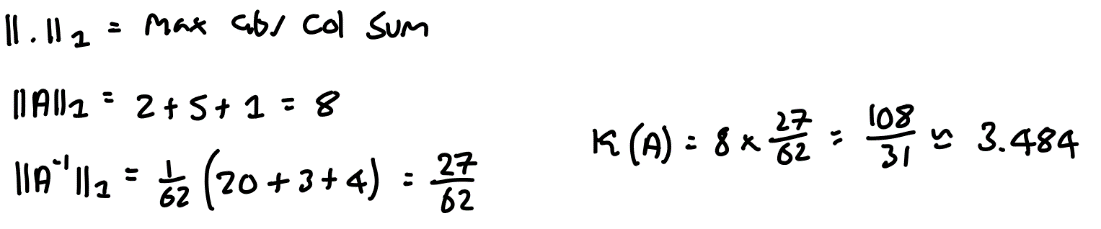 ||.||₁ = Max abs col sum
||A||₁ = 2 + 5 + 1 = 8
||A⁻¹||₁ = 1/62 (20 + 3 + 4) = 27/62
K(A) = 8 × 27/62 = 108/31 ≃ 3.484